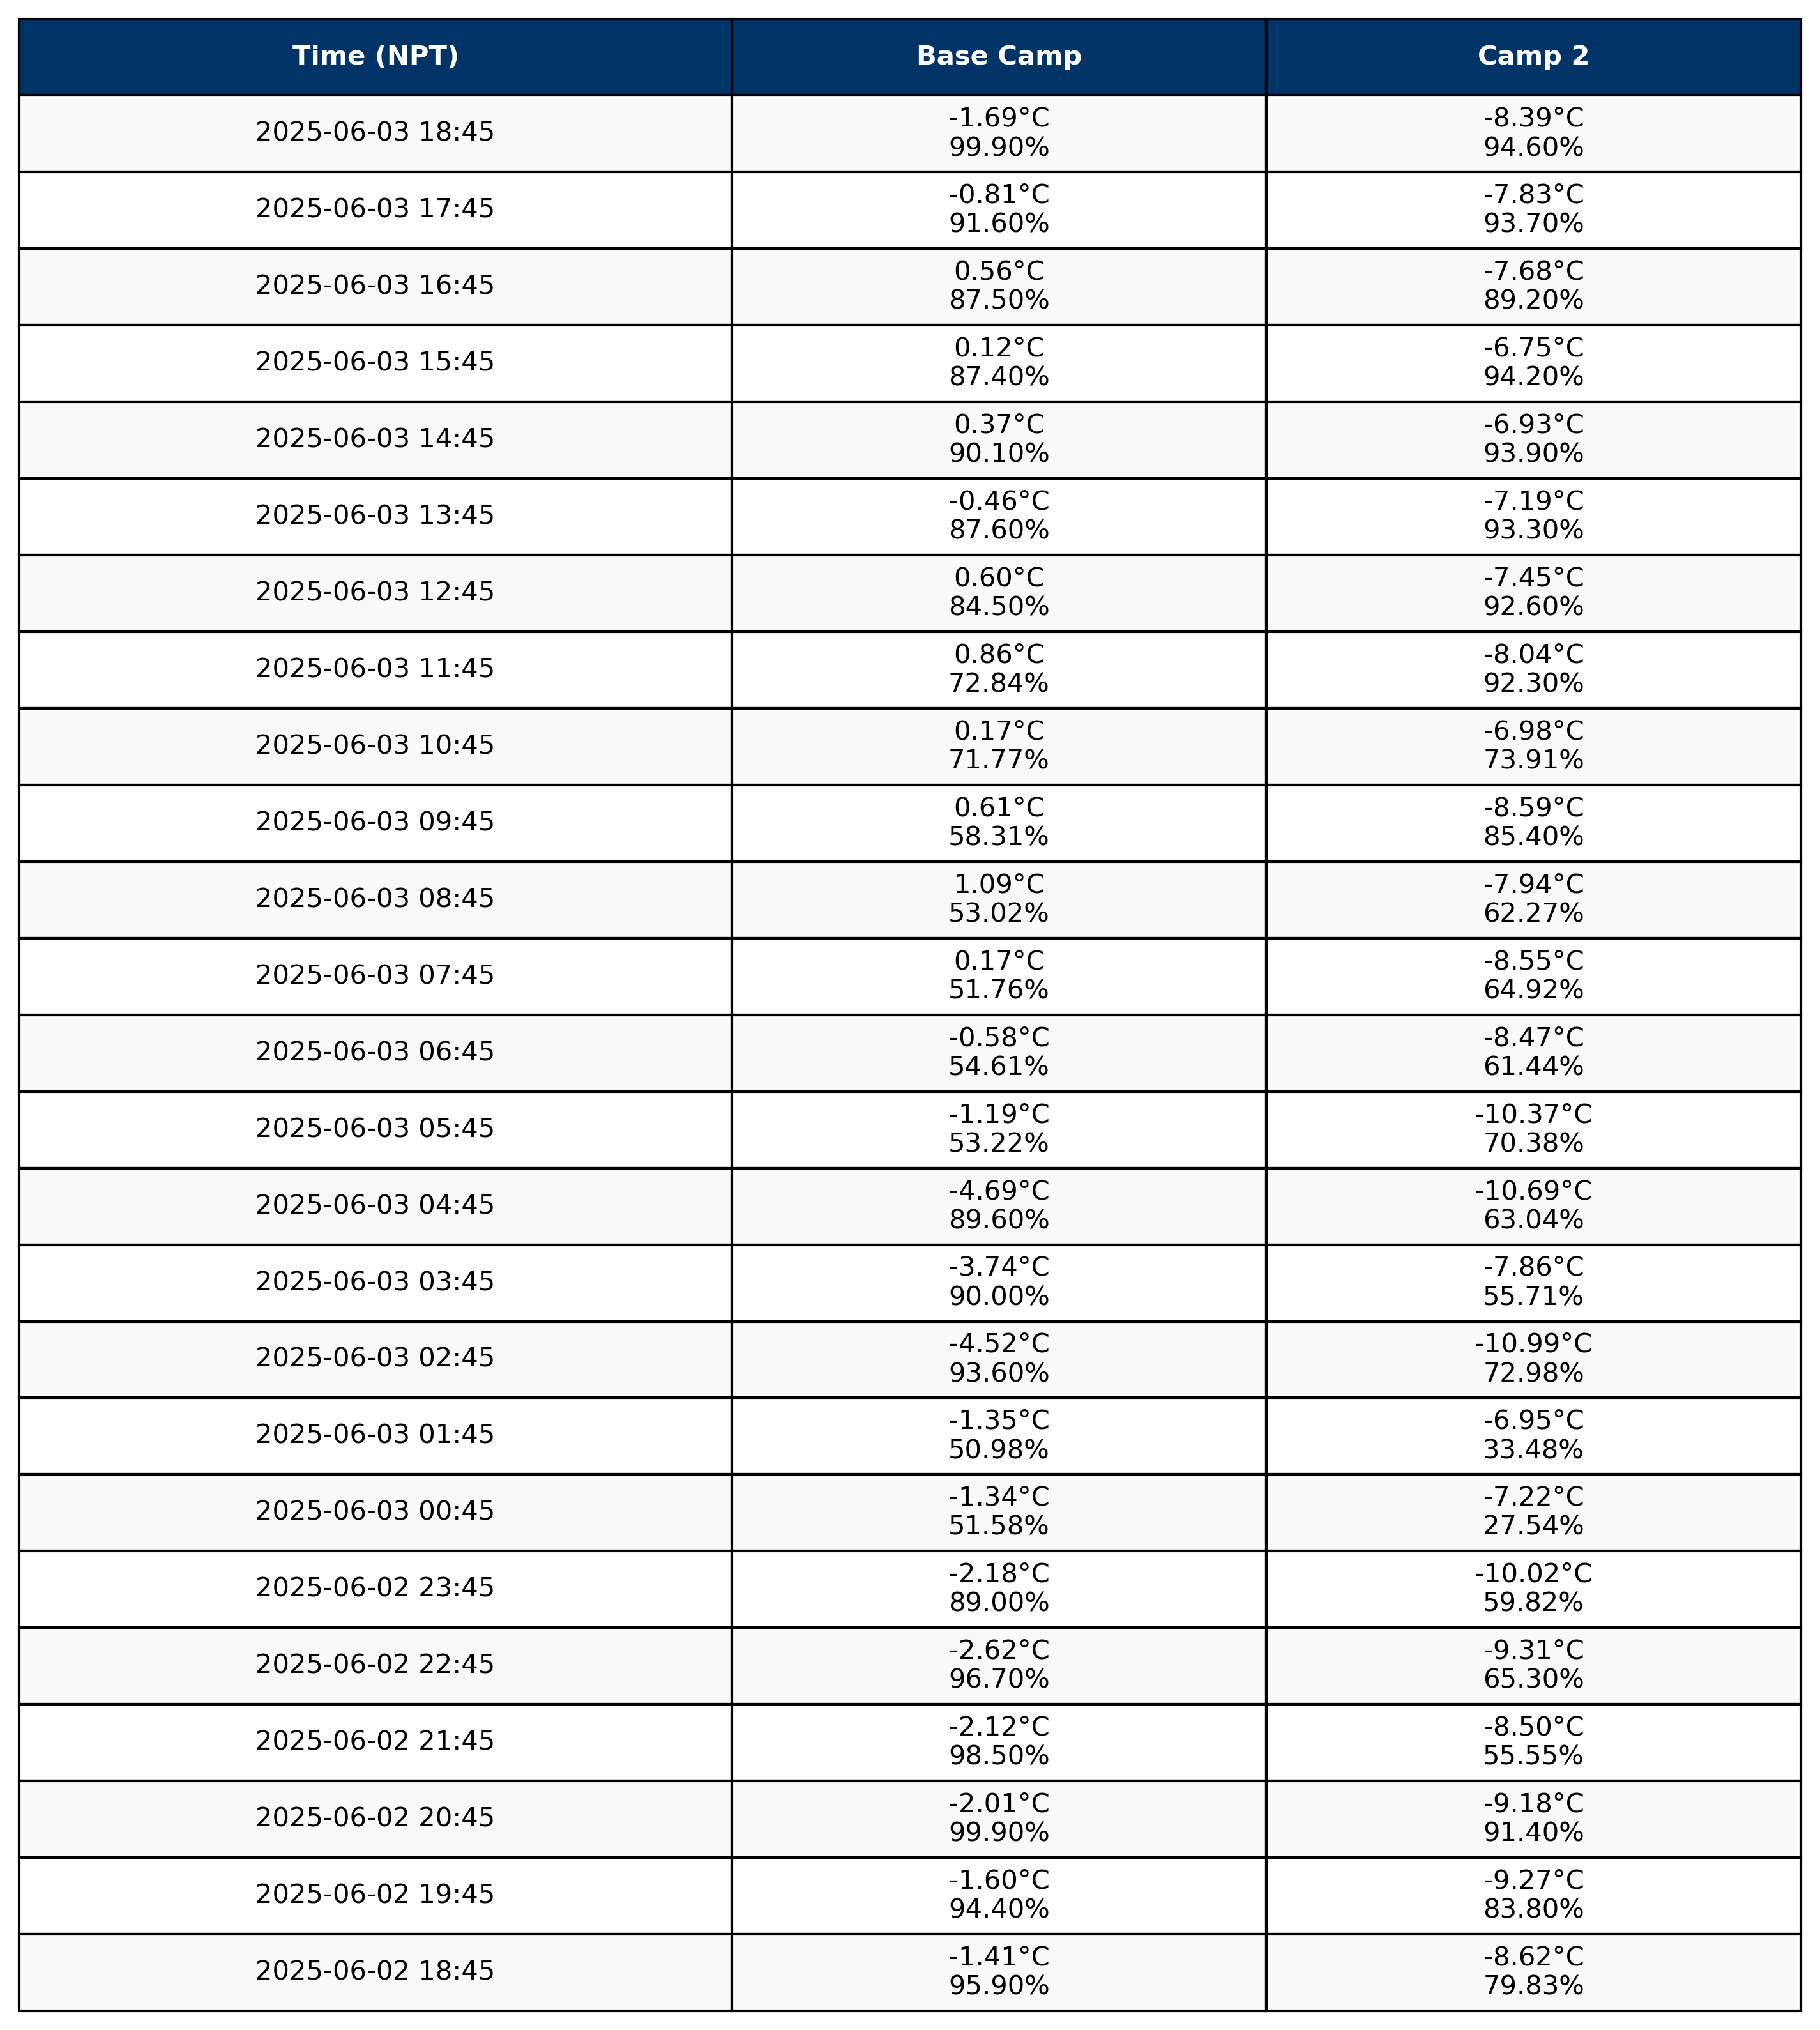 Time (NPT) Base Camp Camp 2
2025-06-03 18:45 -1.69°C -8.39°C
99.90% 94.60%
2025-06-03 17:45 -0.81°C -7.83°C
91.60% 93.70%
2025-06-03 16:45 0.56°C -7.68°C
87.50% 89.20%
2025-06-03 15:45 0.12°C -6.75°C
87.40% 94.20%
2025-06-03 14:45 0.37°C -6.93°C
90.10% 93.90%
2025-06-03 13:45 -0.46°C -7.19°C
87.60% 93.30%
2025-06-03 12:45 0.60°C -7.45°C
84.50% 92.60%
2025-06-03 11:45 0.86°C -8.04°C
72.84% 92.30%
2025-06-03 10:45 0.17°C -6.98°C
71.77% 73.91%
2025-06-03 09:45 0.61°C -8.59°C
58.31% 85.40%
2025-06-03 08:45 1.09°C -7.94°C
53.02% 62.27%
2025-06-03 07:45 0.17°C -8.55°C
51.76% 64.92%
2025-06-03 06:45 -0.58°C -8.47°C
54.61% 61.44%
2025-06-03 05:45 -1.19°C -10.37°C
53.22% 70.38%
2025-06-03 04:45 -4.69°C -10.69°C
89.60% 63.04%
2025-06-03 03:45 -3.74°C -7.86°C
90.00% 55.71%
2025-06-03 02:45 -4.52°C -10.99°C
93.60% 72.98%
2025-06-03 01:45 -1.35°C -6.95°C
50.98% 33.48%
2025-06-03 00:45 -1.34°C -7.22°C
51.58% 27.54%
2025-06-02 23:45 -2.18°C -10.02°C
89.00% 59.82%
2025-06-02 22:45 -2.62°C -9.31°C
96.70% 65.30%
2025-06-02 21:45 -2.12°C -8.50°C
98.50% 55.55%
2025-06-02 20:45 -2.01°C -9.18°C
99.90% 91.40%
2025-06-02 19:45 -1.60°C -9.27°C
94.40% 83.80%
2025-06-02 18:45 -1.41°C -8.62°C
95.90% 79.83%